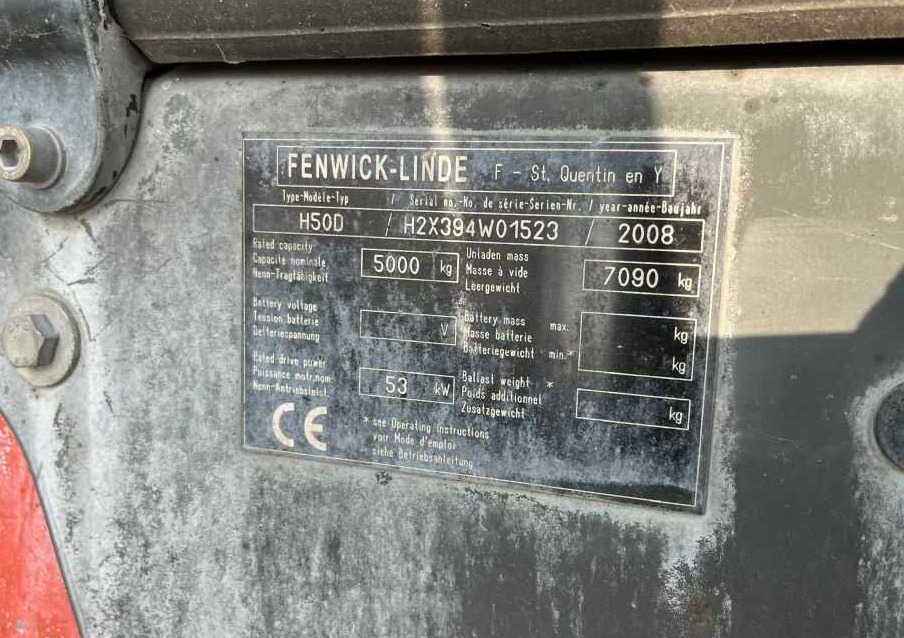 FENWICK-LINDE F - St. Quentin en Y
Type-Modèle-Typ / Serial no.-No. de série-Serien-Nr. / year-année-Baujahr
H50D / H2X394W01523 / 2008
Rated capacity
Capacité nominale
Nenn-Tragfähigkeit
5000 kg
Unladen mass
Masse à vide
Leergewicht
7090 kg
Battery voltage
Tension batterie
Batteriespannung
V
Battery mass max.
Masse batterie
Batteriegewicht min.*
kg
kg
Rated drive power
Puissance motr.nom.
Nenn-Antriebsleist.
53 kW
Ballast weight *
Poids additionnel
Zusatzgewicht
kg
CE
* see Operating instructions
voir Mode d'emploi
siehe Betriebsanleitung